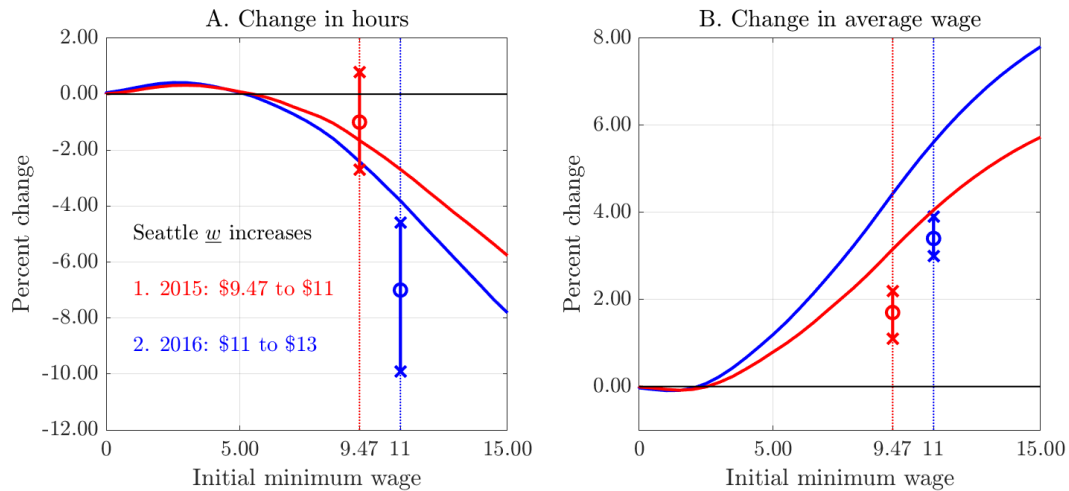 A. Change in hours
2.00
0.00
-2.00
-4.00
-6.00
-8.00
-10.00
-12.00
Percent change
Seattle w increases
1. 2015: $9.47 to $11
2. 2016: $11 to $13
0
5.00
9.47
11
15.00
Initial minimum wage
B. Change in average wage
8.00
6.00
4.00
2.00
0.00
Percent change
0
5.00
9.47
11
15.00
Initial minimum wage